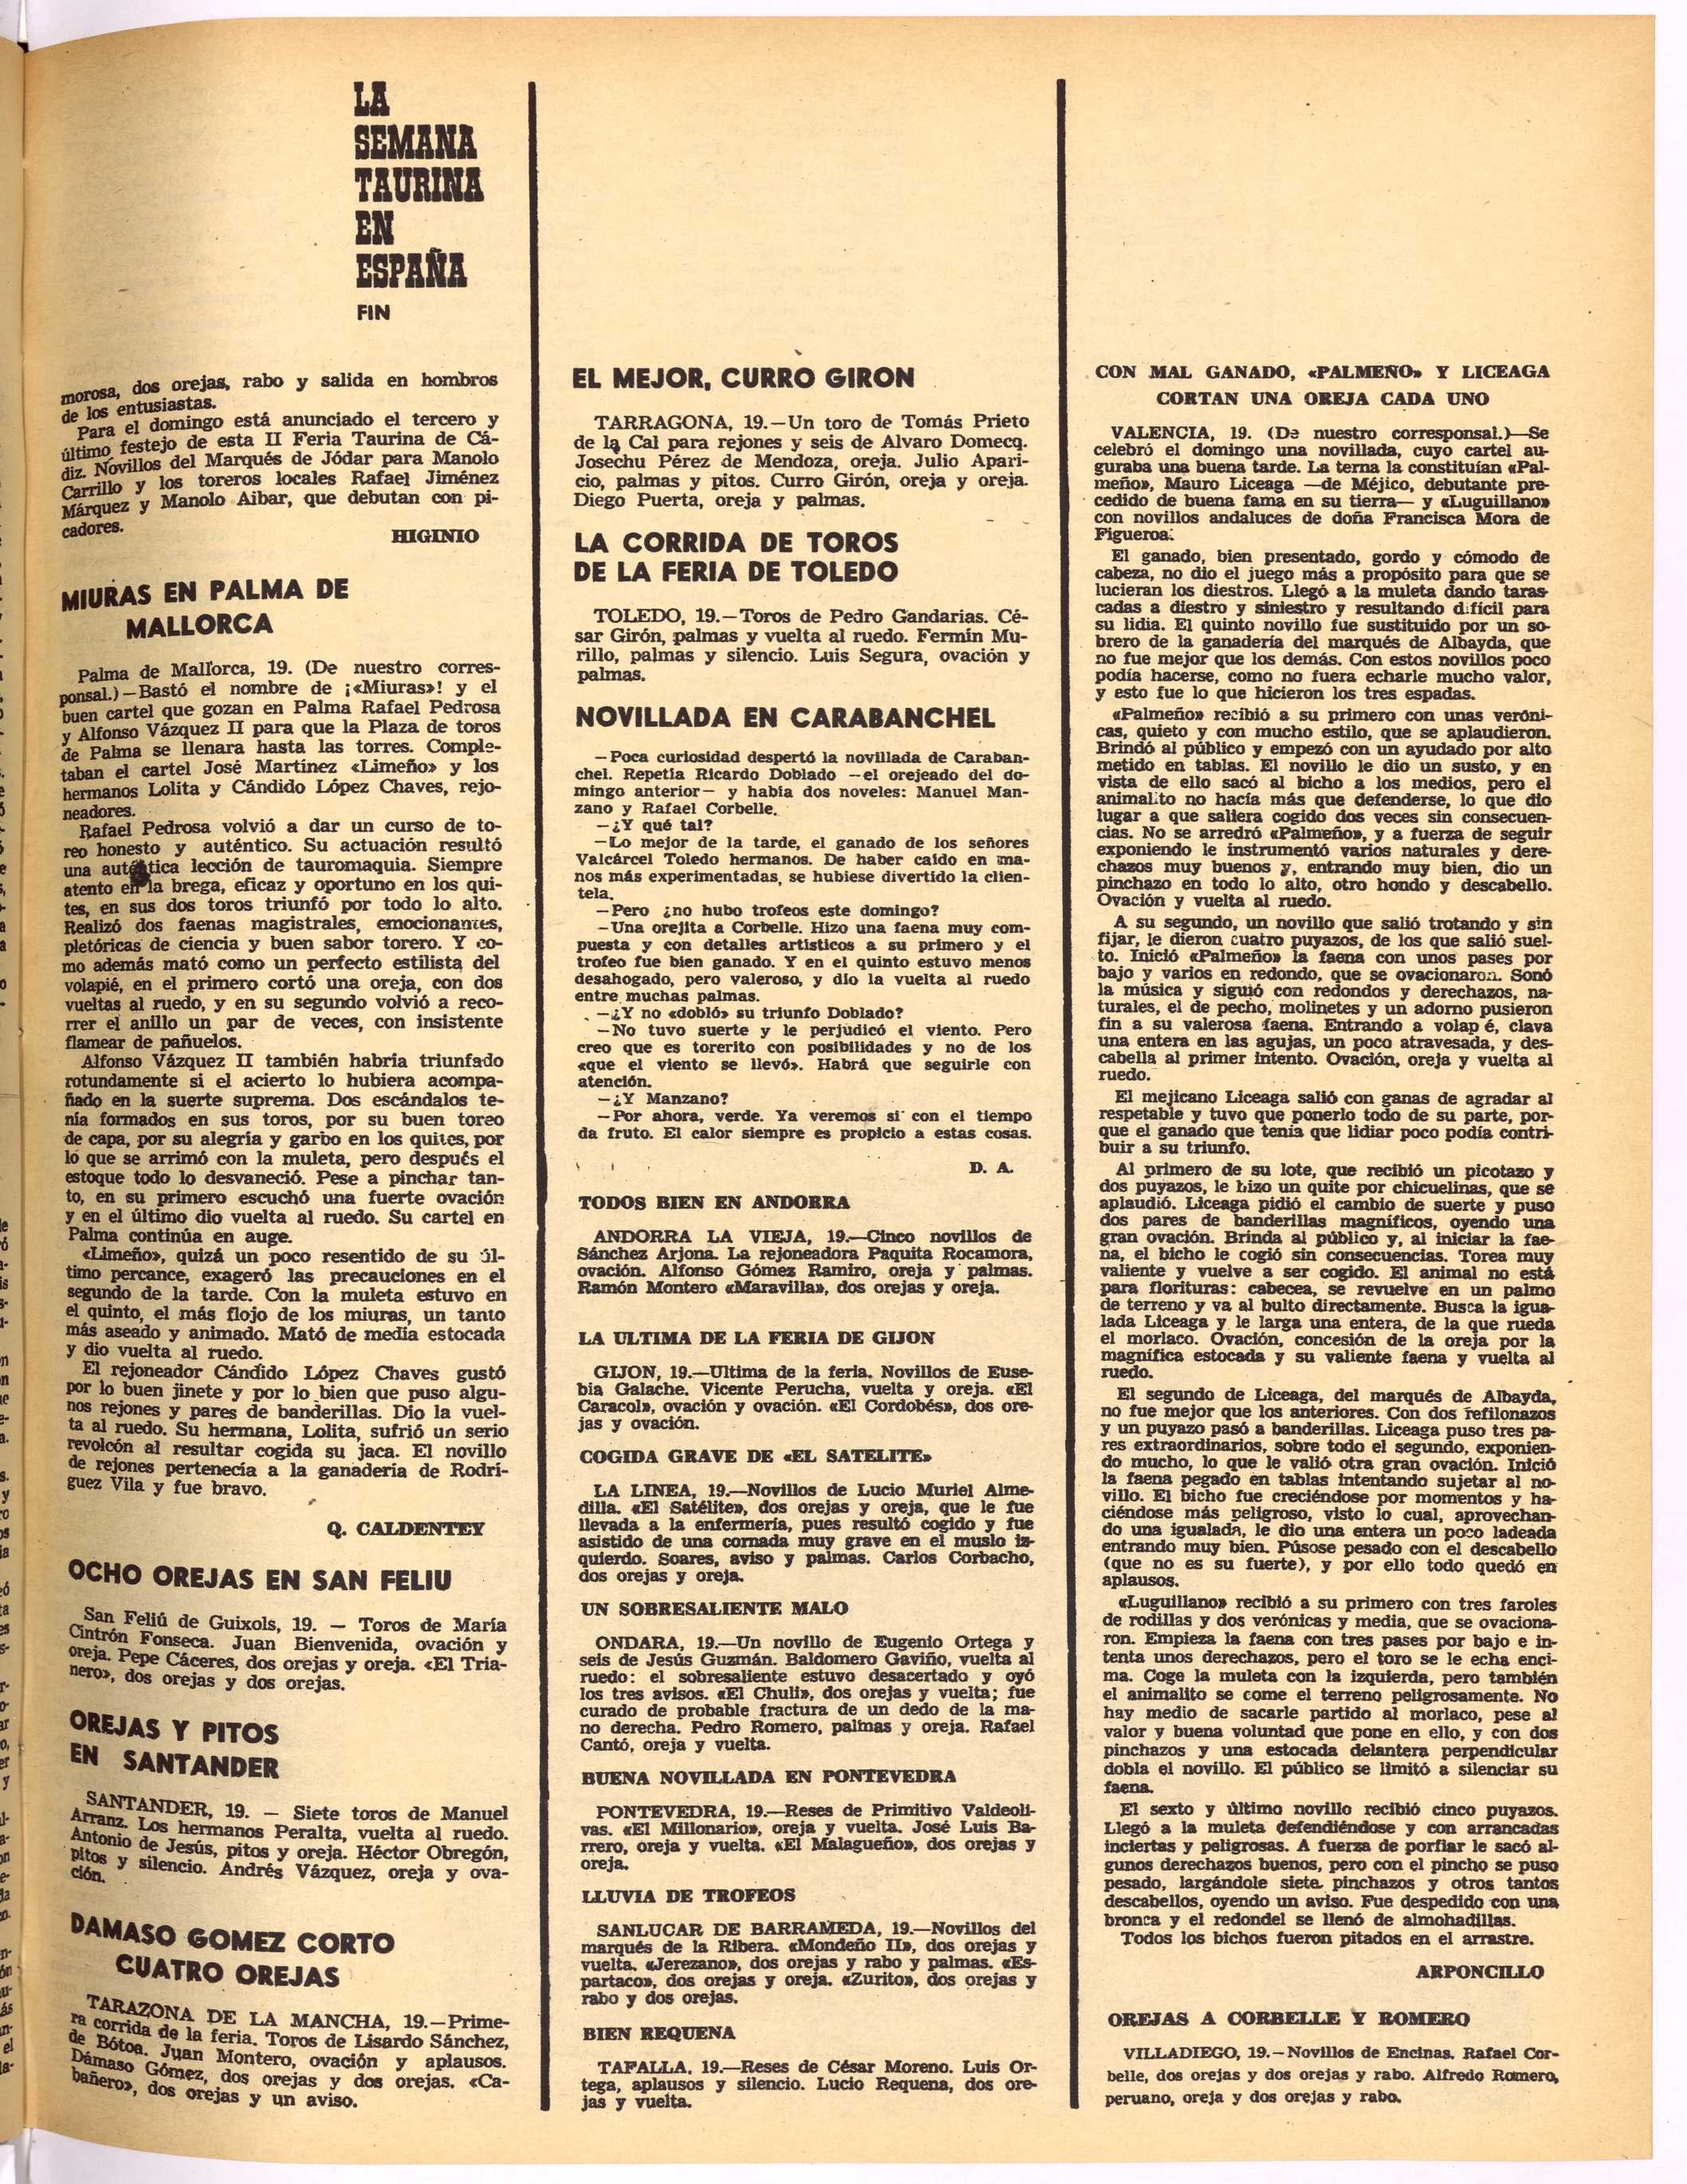 LA
SEMANA
TAURINA
EN
ESPAÑA
FIN
morosa, dos orejas, rabo y salida en hombros
de los entusiastas.
Para el domingo está anunciado el tercero y
último festejo de esta II Feria Taurina de Cá-
diz. Novillos del Marqués de Jódar para Manolo
Carrillo y los toreros locales Rafael Jiménez
Márquez y Manolo Aibar, que debutan con pi-
cadores.
HIGINIO
MIURAS EN PALMA DE
MALLORCA
Palma de Mallorca, 19. (De nuestro corres-
ponsal.)—Bastó el nombre de ¡«Miuras»! y el
buen cartel que gozan en Palma Rafael Pedrosa
y Alfonso Vázquez II para que la Plaza de toros
de Palma se llenara hasta las torres. Comple-
taban el cartel José Martínez «Limeño» y los
hermanos Lolita y Cándido López Chaves, rejo-
neadores.
Rafael Pedrosa volvió a dar un curso de to-
reo honesto y auténtico. Su actuación resultó
una auténtica lección de tauromaquia. Siempre
atento en la brega, eficaz y oportuno en los qui-
tes, en sus dos toros triunfó por todo lo alto.
Realizó dos faenas magistrales, emocionantes,
pletóricas de ciencia y buen sabor torero. Y co-
mo además mató como un perfecto estilista del
volapié, en el primero cortó una oreja, con dos
vueltas al ruedo, y en su segundo volvió a reco-
rrer el anillo un par de veces, con insistente
flamear de pañuelos.
Alfonso Vázquez II también habría triunfado
rotundamente si el acierto lo hubiera acompa-
ñado en la suerte suprema. Dos escándalos te-
nía formados en sus toros, por su buen toreo
de capa, por su alegría y garbo en los quites, por
lo que se arrimó con la muleta, pero después el
estoque todo lo desvaneció. Pese a pinchar tan-
to, en su primero escuchó una fuerte ovación
y en el último dio vuelta al ruedo. Su cartel en
Palma continúa en auge.
«Limeño», quizá un poco resentido de su úl-
timo percance, exageró las precauciones en el
segundo de la tarde. Con la muleta estuvo en
el quinto, el más flojo de los miuras, un tanto
más aseado y animado. Mató de media estocada
y dio vuelta al ruedo.
El rejoneador Cándido López Chaves gustó
por lo buen jinete y por lo bien que puso algu-
nos rejones y pares de banderillas. Dio la vuel-
ta al ruedo. Su hermana, Lolita, sufrió un serio
revolcón al resultar cogida su jaca. El novillo
de rejones pertenecía a la ganadería de Rodrí-
guez Vila y fue bravo.
Q. CALDENTEY
OCHO OREJAS EN SAN FELIU
San Feliú de Guixols, 19. — Toros de María
Cintrón Fonseca. Juan Bienvenida, ovación y
oreja. Pepe Cáceres, dos orejas y oreja. «El Tria-
nero», dos orejas y dos orejas.
OREJAS Y PITOS
EN SANTANDER
SANTANDER, 19. — Siete toros de Manuel
Arranz. Los hermanos Peralta, vuelta al ruedo.
Antonio de Jesús, pitos y oreja. Héctor Obregón,
pitos y silencio. Andrés Vázquez, oreja y ova-
ción.
DAMASO GOMEZ CORTO
CUATRO OREJAS
TARAZONA DE LA MANCHA, 19.—Prime-
ra corrida de la feria. Toros de Lisardo Sánchez,
de Bótoa. Juan Montero, ovación y aplausos.
Dámaso Gómez, dos orejas y dos orejas. «Ca-
bañero», dos orejas y un aviso.
EL MEJOR, CURRO GIRON
TARRAGONA, 19.—Un toro de Tomás Prieto
de la Cal para rejones y seis de Alvaro Domecq.
Josechu Pérez de Mendoza, oreja. Julio Apari-
cio, palmas y pitos. Curro Girón, oreja y oreja.
Diego Puerta, oreja y palmas.
LA CORRIDA DE TOROS
DE LA FERIA DE TOLEDO
TOLEDO, 19.—Toros de Pedro Gandarias. Cé-
sar Girón, palmas y vuelta al ruedo. Fermín Mu-
rillo, palmas y silencio. Luis Segura, ovación y
palmas.
NOVILLADA EN CARABANCHEL
—Poca curiosidad despertó la novillada de Caraban-
chel. Repetía Ricardo Doblado —el orejeado del do-
mingo anterior— y había dos noveles: Manuel Man-
zano y Rafael Corbelle.
—¿Y qué tal?
—Lo mejor de la tarde, el ganado de los señores
Valcárcel Toledo hermanos. De haber caído en ma-
nos más experimentadas, se hubiese divertido la clien-
tela.
—Pero ¿no hubo trofeos este domingo?
—Una orejita a Corbelle. Hizo una faena muy com-
puesta y con detalles artísticos a su primero y el
trofeo fue bien ganado. Y en el quinto estuvo menos
desahogado, pero valeroso, y dio la vuelta al ruedo
entre muchas palmas.
—¿Y no «dobló» su triunfo Doblado?
—No tuvo suerte y le perjudicó el viento. Pero
creo que es torerito con posibilidades y no de los
«que el viento se llevó». Habrá que seguirle con
atención.
—¿Y Manzano?
—Por ahora, verde. Ya veremos si con el tiempo
da fruto. El calor siempre es propicio a estas cosas.
D. A.
TODOS BIEN EN ANDORRA
ANDORRA LA VIEJA, 19.—Cinco novillos de
Sánchez Arjona. La rejoneadora Paquita Rocamora,
ovación. Alfonso Gómez Ramiro, oreja y palmas.
Ramón Montero «Maravilla», dos orejas y oreja.
LA ULTIMA DE LA FERIA DE GIJON
GIJON, 19.—Ultima de la feria. Novillos de Euse-
bia Galache. Vicente Perucha, vuelta y oreja. «El
Caracol», ovación y ovación. «El Cordobés», dos ore-
jas y ovación.
COGIDA GRAVE DE «EL SATELITE»
LA LINEA, 19.—Novillos de Lucio Muriel Alme-
dilla. «El Satélite», dos orejas y oreja, que le fue
llevada a la enfermería, pues resultó cogido y fue
asistido de una cornada muy grave en el muslo iz-
quierdo. Soares, aviso y palmas. Carlos Corbacho,
dos orejas y oreja.
UN SOBRESALIENTE MALO
ONDARA, 19.—Un novillo de Eugenio Ortega y
seis de Jesús Guzmán. Baldomero Gaviño, vuelta al
ruedo: el sobresaliente estuvo desacertado y oyó
los tres avisos. «El Chuli», dos orejas y vuelta; fue
curado de probable fractura de un dedo de la ma-
no derecha. Pedro Romero, palmas y oreja. Rafael
Cantó, oreja y vuelta.
BUENA NOVILLADA EN PONTEVEDRA
PONTEVEDRA, 19.—Reses de Primitivo Valdeoli-
vas. «El Millonario», oreja y vuelta. José Luis Ba-
rrero, oreja y vuelta. «El Malagueño», dos orejas y
oreja.
LLUVIA DE TROFEOS
SANLUCAR DE BARRAMEDA, 19.—Novillos del
marqués de la Ribera. «Mondeño II», dos orejas y
vuelta. «Jerezano», dos orejas y rabo y palmas. «Es-
partaco», dos orejas y oreja. «Zurito», dos orejas y
rabo y dos orejas.
BIEN REQUENA
TAFALLA, 19.—Reses de César Moreno. Luis Or-
tega, aplausos y silencio. Lucio Requena, dos ore-
jas y vuelta.
CON MAL GANADO, «PALMEÑO» Y LICEAGA
CORTAN UNA OREJA CADA UNO
VALENCIA, 19. (De nuestro corresponsal.)—Se
celebró el domingo una novillada, cuyo cartel au-
guraba una buena tarde. La terna la constituían «Pal-
meño», Mauro Liceaga —de Méjico, debutante pre-
cedido de buena fama en su tierra— y «Luguillano»
con novillos andaluces de doña Francisca Mora de
Figueroa.
El ganado, bien presentado, gordo y cómodo de
cabeza, no dio el juego más a propósito para que se
lucieran los diestros. Llegó a la muleta dando taras-
cadas a diestro y siniestro y resultando difícil para
su lidia. El quinto novillo fue sustituido por un so-
brero de la ganadería del marqués de Albayda, que
no fue mejor que los demás. Con estos novillos poco
podía hacerse, como no fuera echarle mucho valor,
y esto fue lo que hicieron los tres espadas.
«Palmeño» recibió a su primero con unas veróni-
cas, quieto y con mucho estilo, que se aplaudieron.
Brindó al público y empezó con un ayudado por alto
metido en tablas. El novillo le dio un susto, y en
vista de ello sacó al bicho a los medios, pero el
animalito no hacía más que defenderse, lo que dio
lugar a que saliera cogido dos veces sin consecuen-
cias. No se arredró «Palmeño», y a fuerza de seguir
exponiendo le instrumentó varios naturales y dere-
chazos muy buenos y, entrando muy bien, dio un
pinchazo en todo lo alto, otro hondo y descabello.
Ovación y vuelta al ruedo.
A su segundo, un novillo que salió trotando y sin
fijar, le dieron cuatro puyazos, de los que salió suel-
to. Inició «Palmeño» la faena con unos pases por
bajo y varios en redondo, que se ovacionaron. Sonó
la música y siguió con redondos y derechazos, na-
turales, el de pecho, molinetes y un adorno pusieron
fin a su valerosa faena. Entrando a volapé, clava
una entera en las agujas, un poco atravesada, y des-
cabella al primer intento. Ovación, oreja y vuelta al
ruedo.
El mejicano Liceaga salió con ganas de agradar al
respetable y tuvo que ponerlo todo de su parte, por-
que el ganado que tenía que lidiar poco podía contri-
buir a su triunfo.
Al primero de su lote, que recibió un picotazo y
dos puyazos, le hizo un quite por chicuelinas, que se
aplaudió. Liceaga pidió el cambio de suerte y puso
dos pares de banderillas magníficos, oyendo una
gran ovación. Brinda al público y, al iniciar la fae-
na, el bicho le cogió sin consecuencias. Torea muy
valiente y vuelve a ser cogido. El animal no está
para florituras: cabecea, se revuelve en un palmo
de terreno y va al bulto directamente. Busca la igua-
lada Liceaga y le larga una entera, de la que rueda
el morlaco. Ovación, concesión de la oreja por la
magnífica estocada y su valiente faena y vuelta al
ruedo.
El segundo de Liceaga, del marqués de Albayda,
no fue mejor que los anteriores. Con dos refilonazos
y un puyazo pasó a banderillas. Liceaga puso tres pa-
res extraordinarios, sobre todo el segundo, exponien-
do mucho, lo que le valió otra gran ovación. Inició
la faena pegado en tablas intentando sujetar al no-
villo. El bicho fue creciéndose por momentos y ha-
ciéndose más peligroso, visto lo cual, aprovechan-
do una igualada, le dio una entera un poco ladeada
entrando muy bien. Púsose pesado con el descabello
(que no es su fuerte), y por ello todo quedó en
aplausos.
«Luguillano» recibió a su primero con tres faroles
de rodillas y dos verónicas y media, que se ovaciona-
ron. Empieza la faena con tres pases por bajo e in-
tenta unos derechazos, pero el toro se le echa enci-
ma. Coge la muleta con la izquierda, pero también
el animalito se come el terreno peligrosamente. No
hay medio de sacarle partido al morlaco, pese al
valor y buena voluntad que pone en ello, y con dos
pinchazos y una estocada delantera perpendicular
dobla el novillo. El público se limitó a silenciar su
faena.
El sexto y último novillo recibió cinco puyazos.
Llegó a la muleta defendiéndose y con arrancadas
inciertas y peligrosas. A fuerza de porfiar le sacó al-
gunos derechazos buenos, pero con el pincho se puso
pesado, largándole siete pinchazos y otros tantos
descabellos, oyendo un aviso. Fue despedido con una
bronca y el redondel se llenó de almohadillas.
Todos los bichos fueron pitados en el arrastre.
ARPONCILLO
OREJAS A CORBELLE Y ROMERO
VILLADIEGO, 19.—Novillos de Encinas. Rafael Cor-
belle, dos orejas y dos orejas y rabo. Alfredo Romero,
peruano, oreja y dos orejas y rabo.